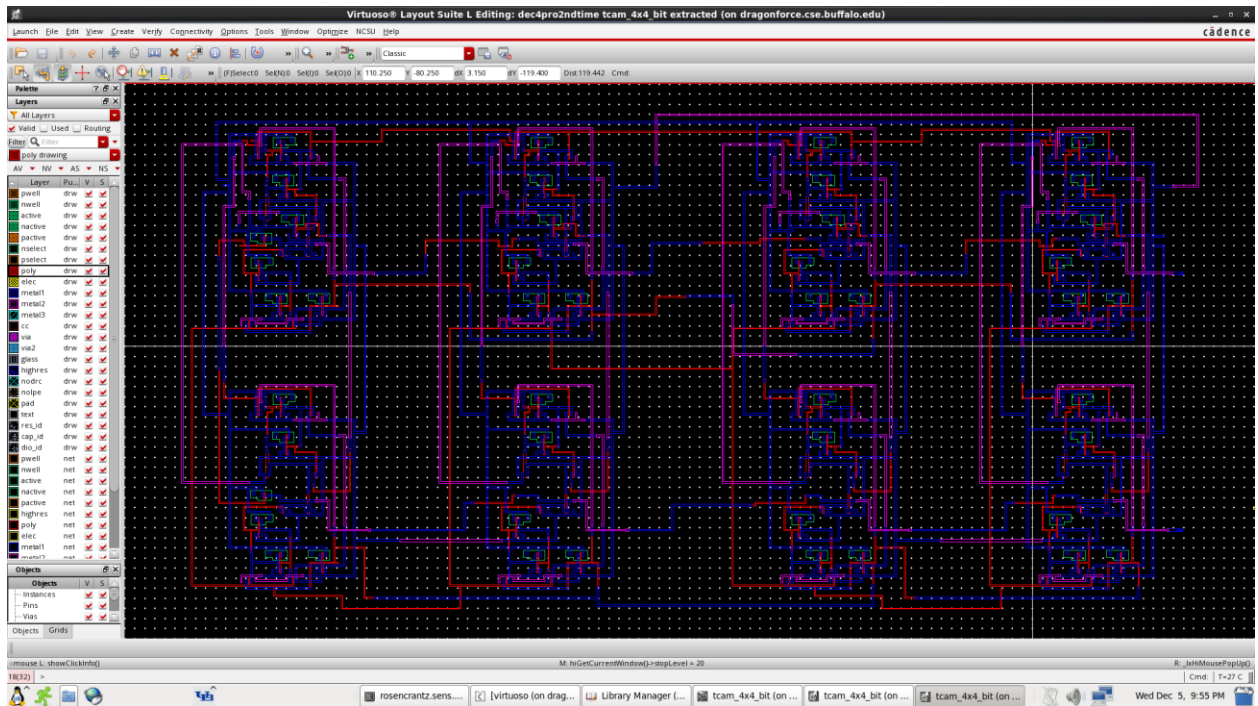 Virtuoso® Layout Suite L Editing: dec4pro2ndtime tcam_4x4_bit extracted (on dragonforce.cse.buffalo.edu)
Launch File Edit View Create Verify Connectivity Options Tools Window Optimize NCSU Help
cādence
» » » Classic
» (F)Select:0 Sel(N):0 Sel(I):0 Sel(O):0 X 110.250 Y -80.250 dX 3.150 dY -119.400 Dist:119.442 Cmd:
Palette
Layers
All Layers
Valid Used Routing
Filter Filter
poly drawing
AV NV AS NS
Layer Pu... V S
pwell drw
nwell drw
active drw
nactive drw
pactive drw
nselect drw
pselect drw
poly drw
elec drw
metal1 drw
metal2 drw
metal3 drw
cc drw
via drw
via2 drw
glass drw
highres drw
nodrc drw
nolpe drw
pad drw
text drw
res_id drw
cap_id drw
dio_id drw
pwell net
nwell net
active net
nactive net
pactive net
highres net
poly net
elec net
metal1 net
metal2 net
Objects
Objects V S
Instances
Pins
Vias
Objects Grids
mouse L: showClickInfo() M: hiGetCurrentWindow()->stopLevel = 20 R: _lxHiMousePopUp()
18(32) > Cmd: T=27 C
UB rosencrantz.sens.... [virtuoso (on drag... Library Manager (... tcam_4x4_bit (on ... tcam_4x4_bit (on ... tcam_4x4_bit (on ... Wed Dec 5, 9:55 PM